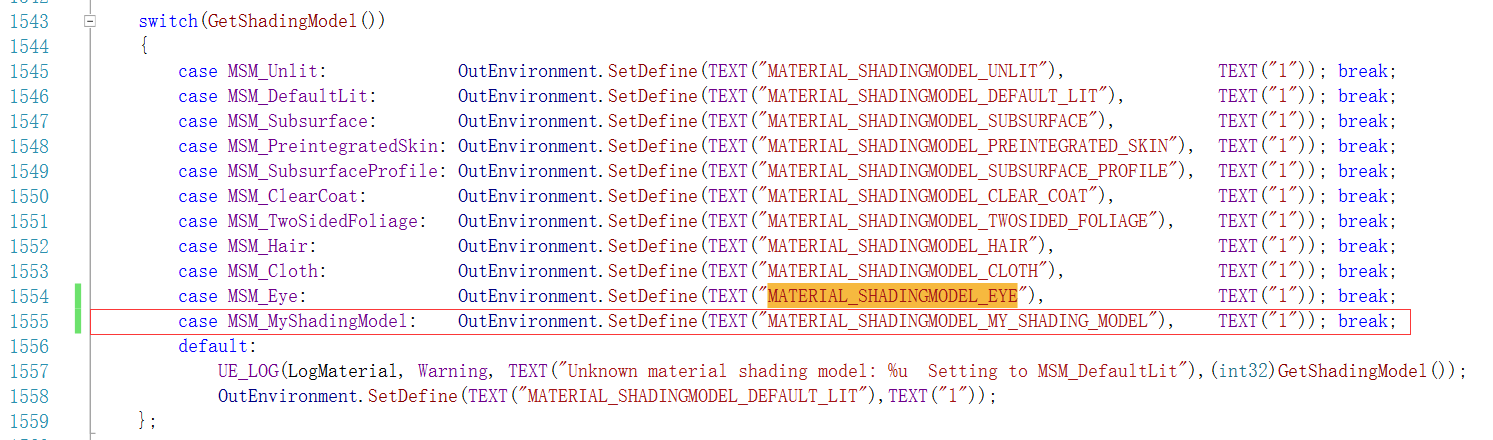 1543 switch(GetShadingModel())
1544 {
1545 case MSM_Unlit: OutEnvironment.SetDefine(TEXT("MATERIAL_SHADINGMODEL_UNLIT"), TEXT("1")); break;
1546 case MSM_DefaultLit: OutEnvironment.SetDefine(TEXT("MATERIAL_SHADINGMODEL_DEFAULT_LIT"), TEXT("1")); break;
1547 case MSM_Subsurface: OutEnvironment.SetDefine(TEXT("MATERIAL_SHADINGMODEL_SUBSURFACE"), TEXT("1")); break;
1548 case MSM_PreintegratedSkin: OutEnvironment.SetDefine(TEXT("MATERIAL_SHADINGMODEL_PREINTEGRATED_SKIN"), TEXT("1")); break;
1549 case MSM_SubsurfaceProfile: OutEnvironment.SetDefine(TEXT("MATERIAL_SHADINGMODEL_SUBSURFACE_PROFILE"), TEXT("1")); break;
1550 case MSM_ClearCoat: OutEnvironment.SetDefine(TEXT("MATERIAL_SHADINGMODEL_CLEAR_COAT"), TEXT("1")); break;
1551 case MSM_TwoSidedFoliage: OutEnvironment.SetDefine(TEXT("MATERIAL_SHADINGMODEL_TWOSIDED_FOLIAGE"), TEXT("1")); break;
1552 case MSM_Hair: OutEnvironment.SetDefine(TEXT("MATERIAL_SHADINGMODEL_HAIR"), TEXT("1")); break;
1553 case MSM_Cloth: OutEnvironment.SetDefine(TEXT("MATERIAL_SHADINGMODEL_CLOTH"), TEXT("1")); break;
1554 case MSM_Eye: OutEnvironment.SetDefine(TEXT("MATERIAL_SHADINGMODEL_EYE"), TEXT("1")); break;
1555 case MSM_MyShadingModel: OutEnvironment.SetDefine(TEXT("MATERIAL_SHADINGMODEL_MY_SHADING_MODEL"), TEXT("1")); break;
1556 default:
1557 UE_LOG(LogMaterial, Warning, TEXT("Unknown material shading model: %u  Setting to MSM_DefaultLit"),(int32)GetShadingModel());
1558 OutEnvironment.SetDefine(TEXT("MATERIAL_SHADINGMODEL_DEFAULT_LIT"),TEXT("1"));
1559 };